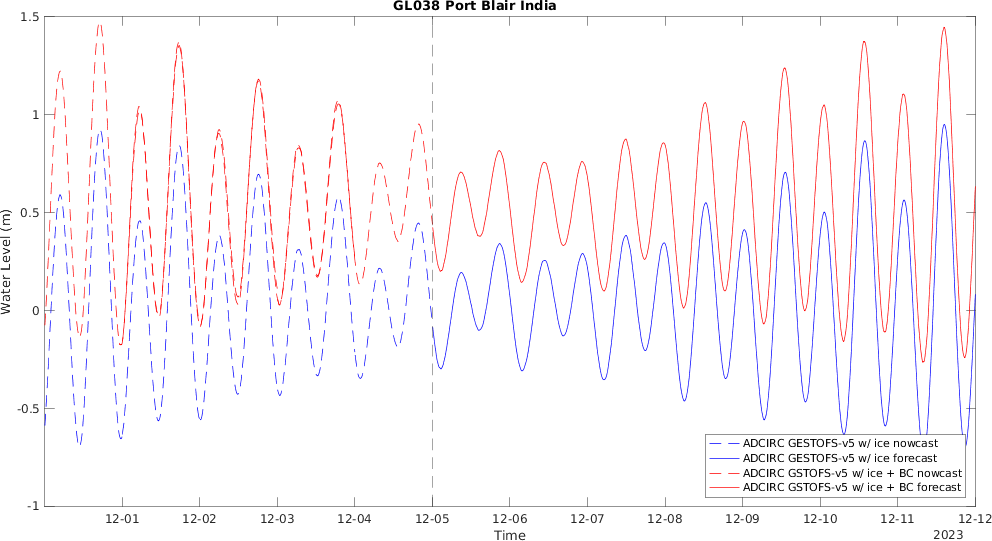 GL038 Port Blair India
Water Level (m)
1.5
1
0.5
0
-0.5
-1
ADCIRC GESTOFS-v5 w/ ice nowcast
ADCIRC GESTOFS-v5 w/ ice forecast
ADCIRC GSTOFS-v5 w/ ice + BC nowcast
ADCIRC GSTOFS-v5 w/ ice + BC forecast
12-01 12-02 12-03 12-04 12-05 12-06 12-07 12-08 12-09 12-10 12-11 12-12
Time
2023